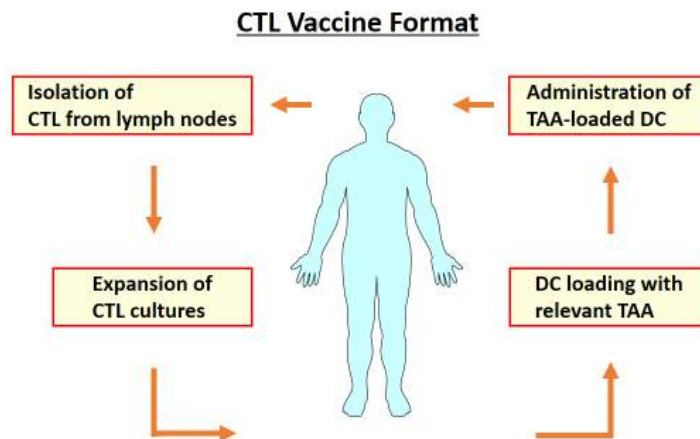 CTL Vaccine Format
Isolation of
CTL from lymph nodes
Administration of
TAA-loaded DC
Expansion of
CTL cultures
DC loading with
relevant TAA